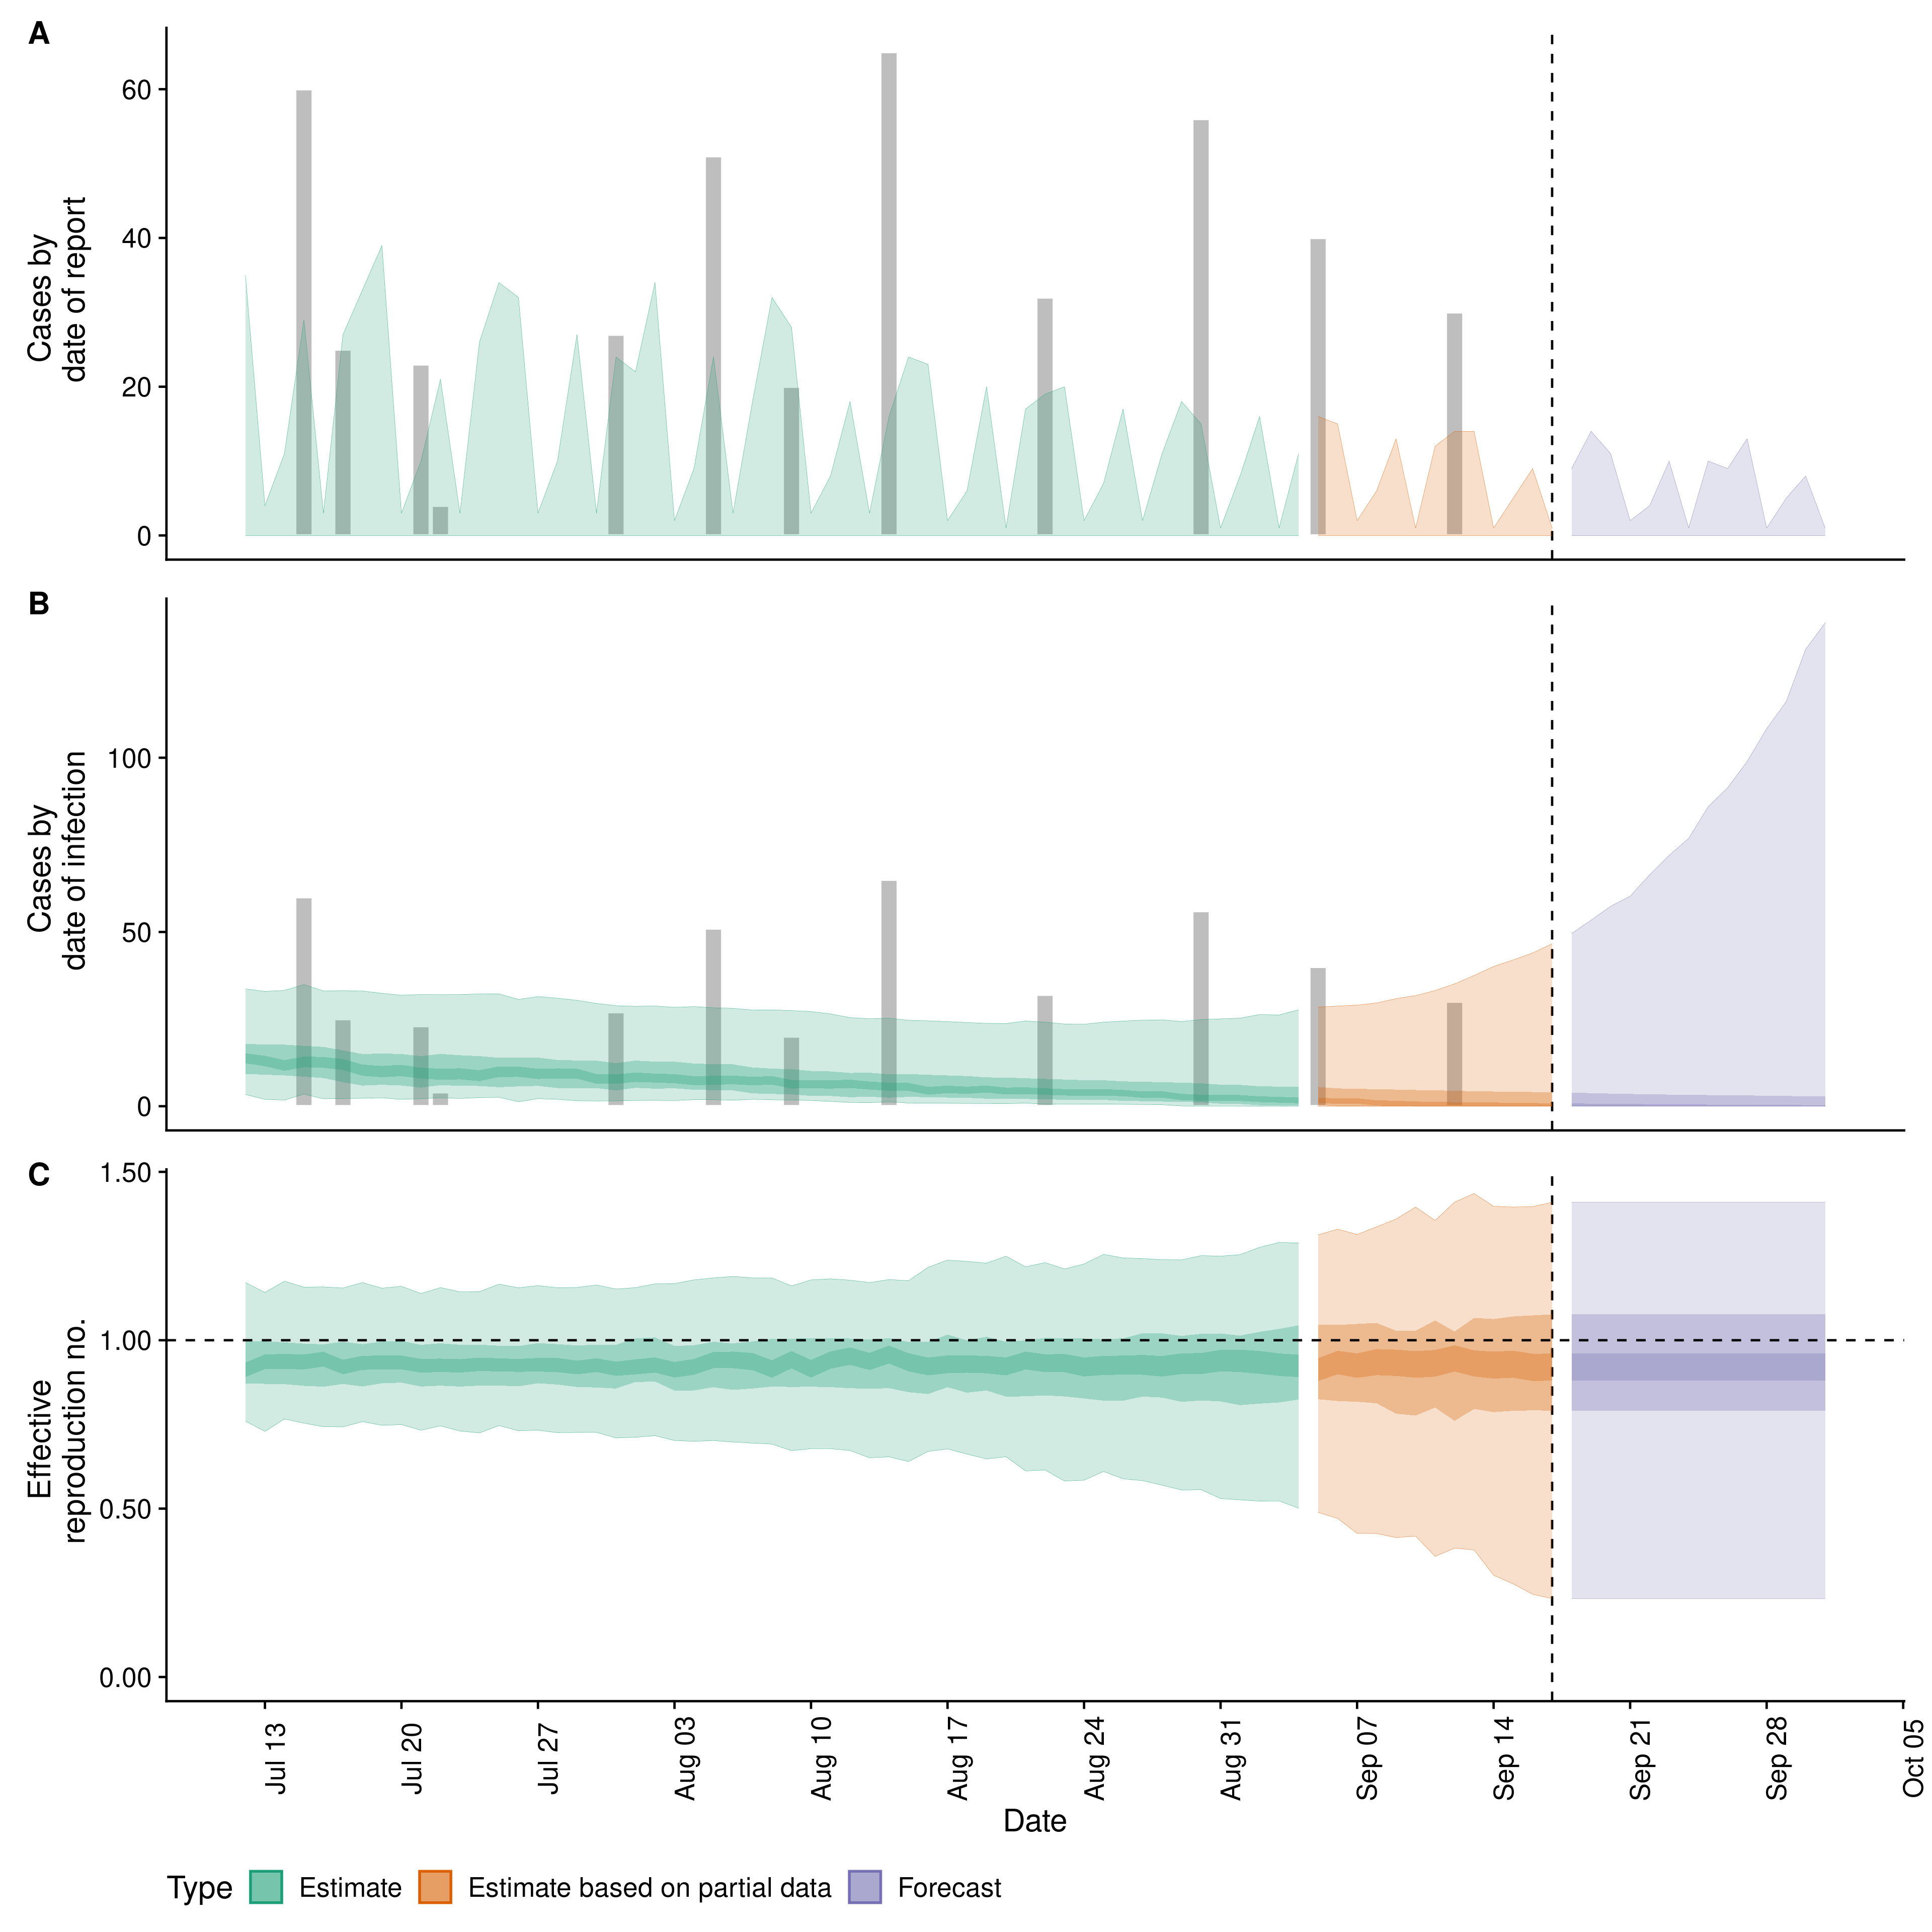 A
Cases by
date of report
60
40
20
0
B
Cases by
date of infection
100
50
0
C
Effective
reproduction no.
1.50
1.00
0.50
0.00
Jul 13
Jul 20
Jul 27
Aug 03
Aug 10
Aug 17
Aug 24
Aug 31
Sep 07
Sep 14
Sep 21
Sep 28
Oct 05
Date
Type Estimate Estimate based on partial data Forecast